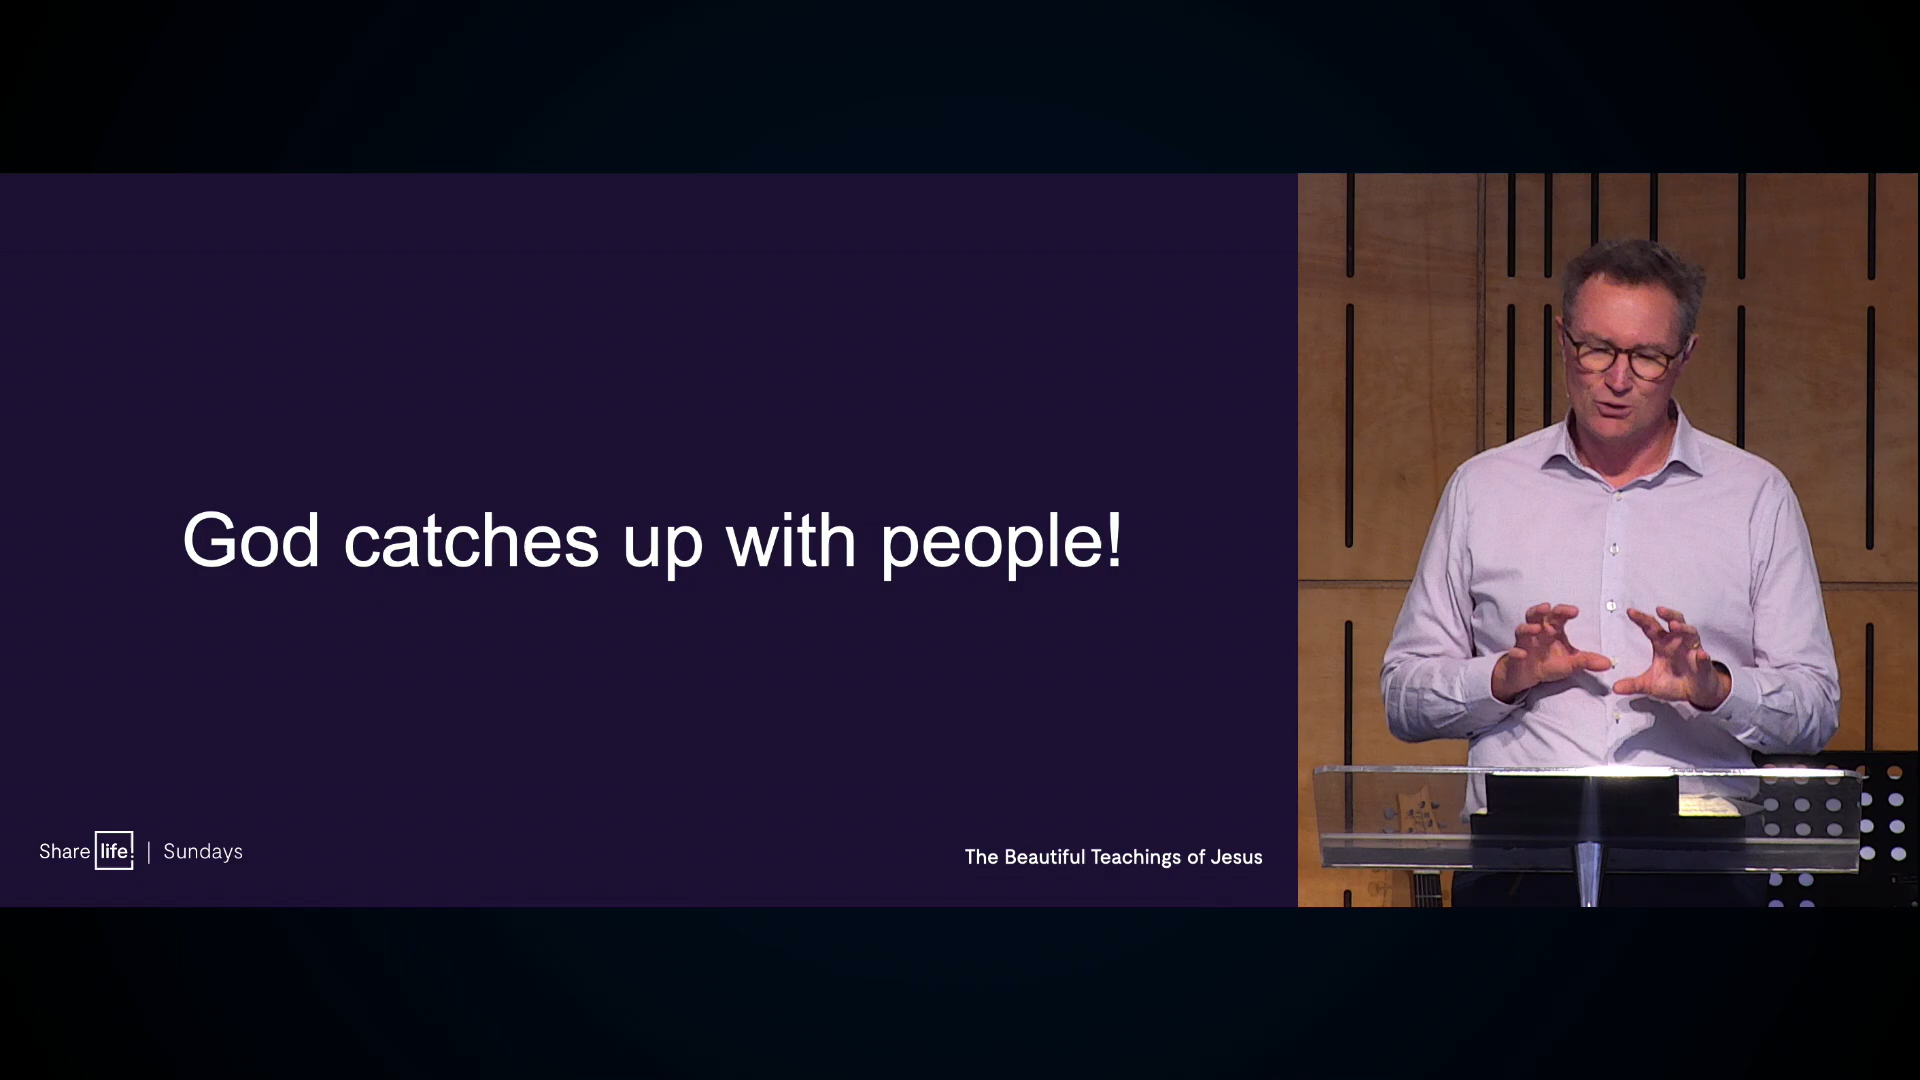 God catches up with people!
Share life! | Sundays
The Beautiful Teachings of Jesus